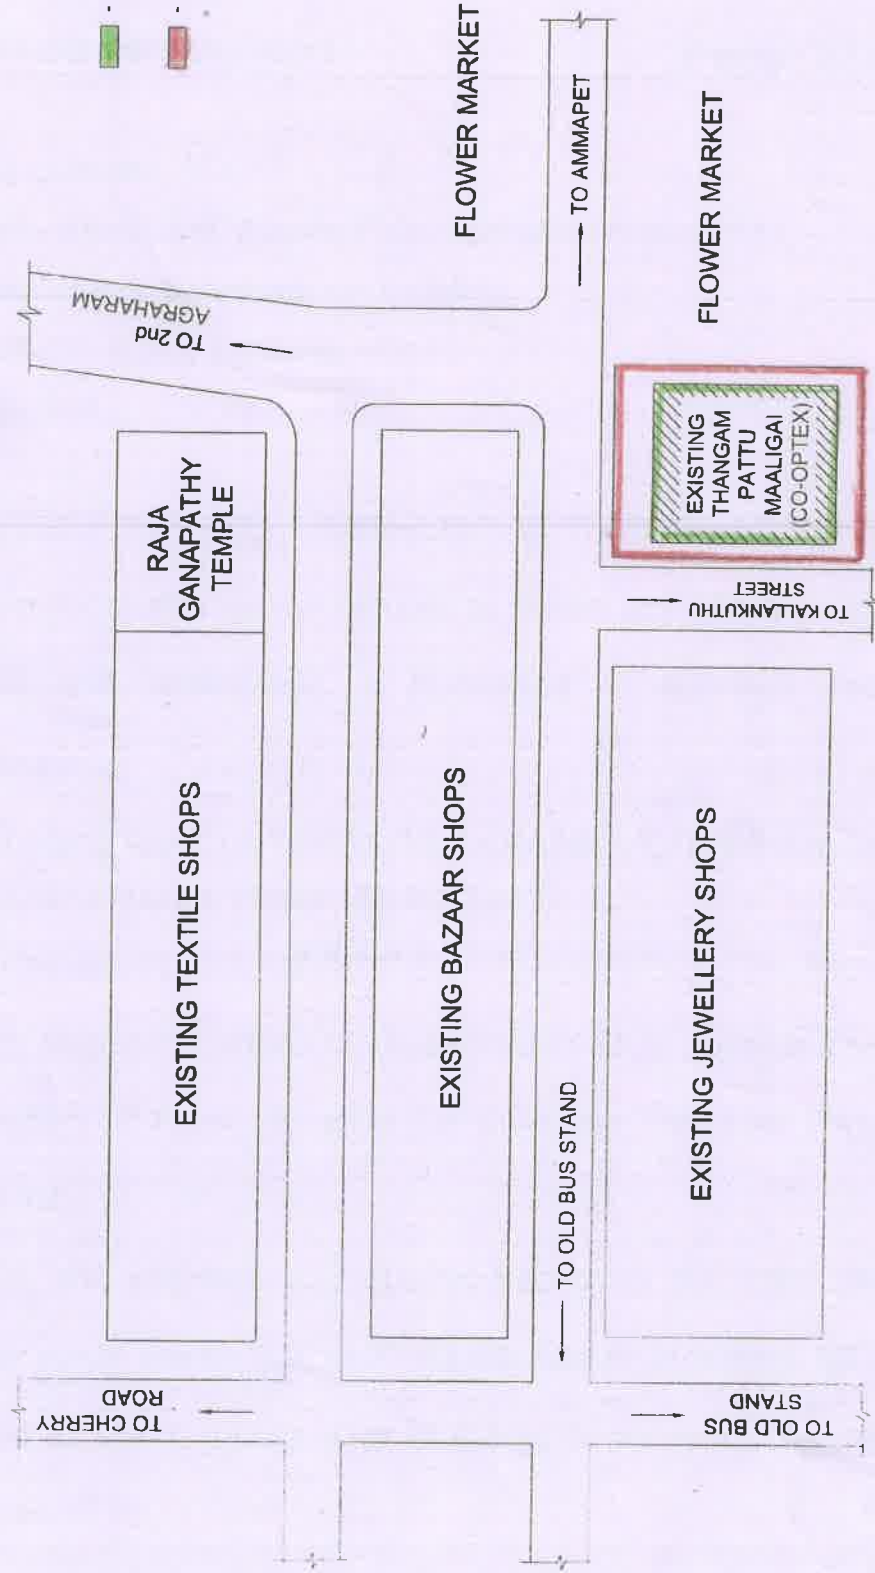 FLOWER MARKET
TO AMMAPET
FLOWER MARKET
TO 2nd
AGRAHARAM
RAJA
GANAPATHY
TEMPLE
EXISTING
THANGAM
PATTU
MAALIGAI
(CO-OPTEX)
TO KALLANKUTHU
STREET
EXISTING TEXTILE SHOPS
EXISTING BAZAAR SHOPS
EXISTING JEWELLERY SHOPS
TO OLD BUS STAND
TO CHERRY
ROAD
TO OLD BUS
STAND